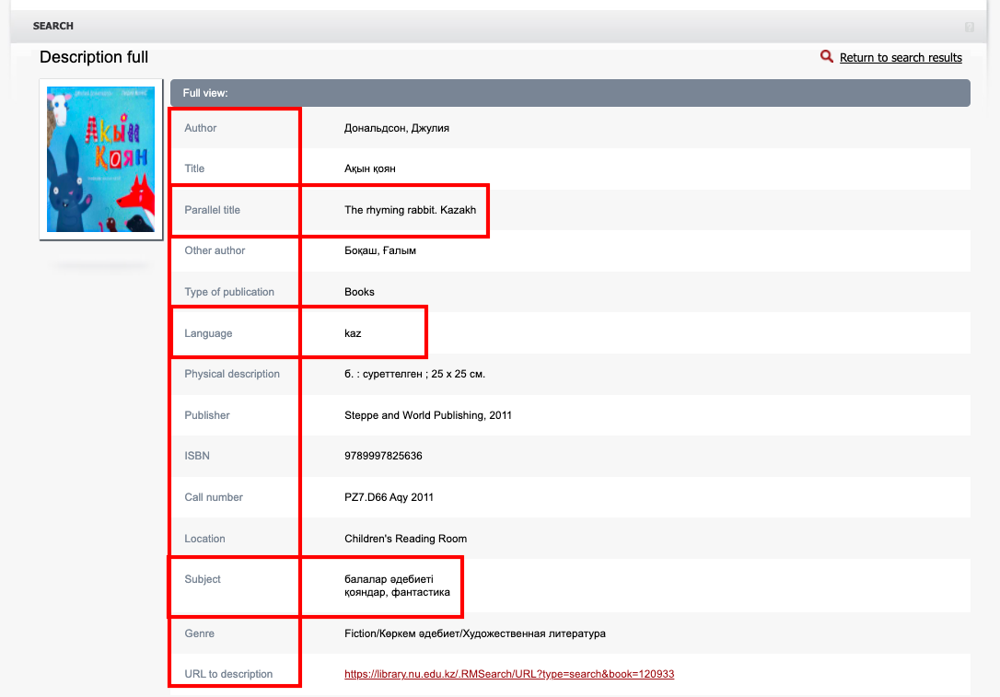 SEARCH
Description full
Return to search results
Ақын
Қоян
Full view:
Author Дональдсон, Джулия
Title Ақын қоян
Parallel title The rhyming rabbit. Kazakh
Other author Боқаш, Ғалым
Type of publication Books
Language kaz
Physical description б. : суреттелген ; 25 x 25 см.
Publisher Steppe and World Publishing, 2011
ISBN 9789997825636
Call number PZ7.D66 Aqy 2011
Location Children's Reading Room
Subject балалар әдебиеті
қояндар, фантастика
Genre Fiction/Көркем әдебиет/Художественная литература
URL to description https://library.nu.edu.kz/.RMSearch/URL?type=search&book=120933